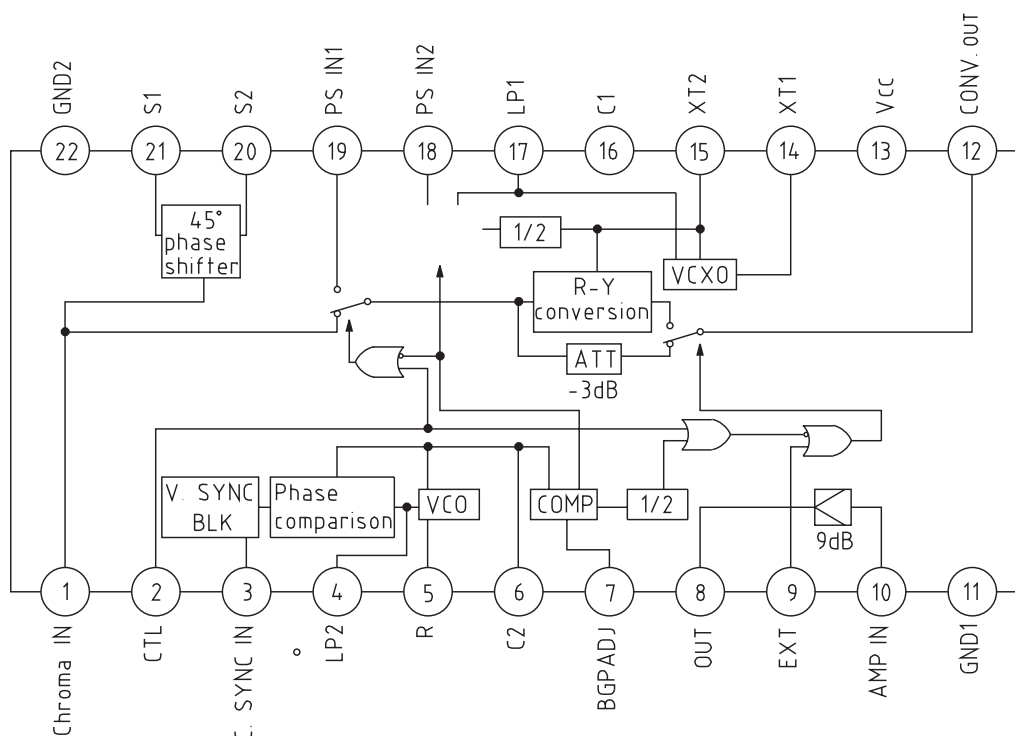 GND2
S1
S2
PS IN1
PS IN2
LP1
C1
XT2
XT1
Vcc
CONV. OUT
22
21
20
19
18
17
16
15
14
13
12
45°
phase
shifter
1/2
VCXO
R-Y
conversion
ATT
-3dB
V. SYNC
BLK
Phase
comparison
VCO
COMP
1/2
9dB
1
2
3
4
5
6
7
8
9
10
11
Chroma IN
CTL
C. SYNC IN
LP2
R
C2
BGPADJ
OUT
EXT
AMP IN
GND1